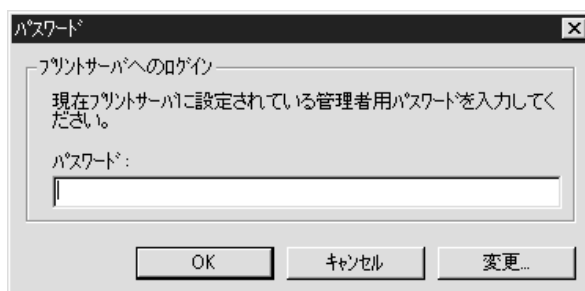 パスワード
プリントサーバへのログイン
現在プリントサーバに設定されている管理者用パスワードを入力してく
ださい。
パスワード:
OK キャンセル 変更...